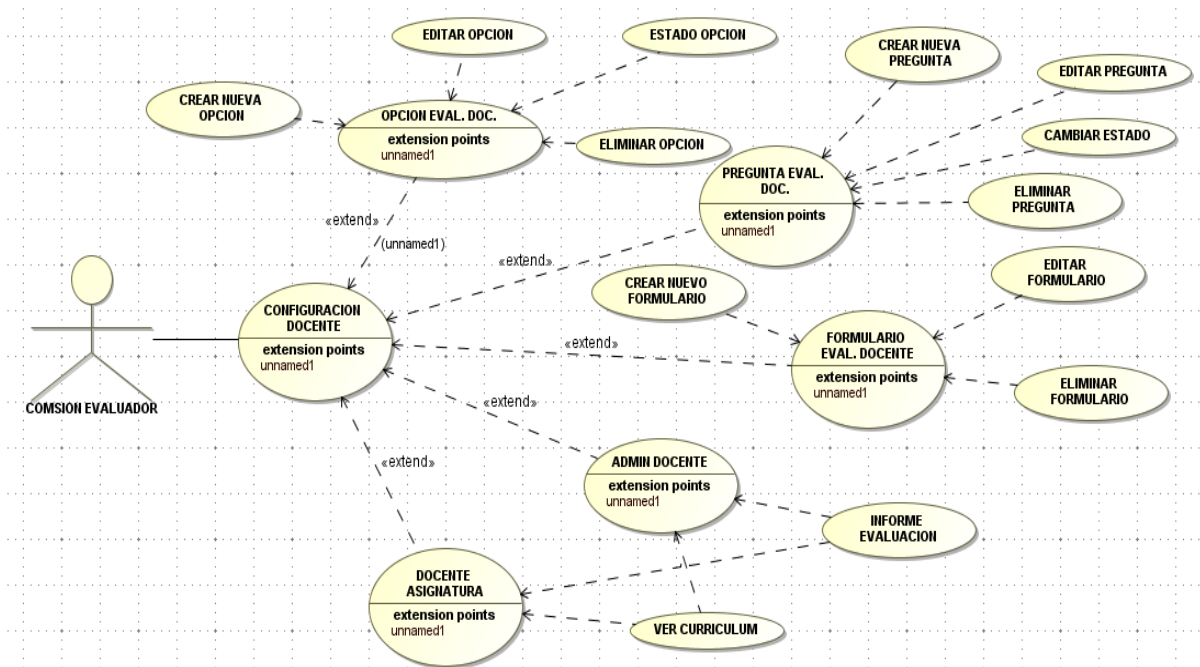 EDITAR OPCION
ESTADO OPCION
CREAR NUEVA
PREGUNTA
EDITAR PREGUNTA
CREAR NUEVA
OPCION
OPCION EVAL. DOC.
extension points
unnamed1
ELIMINAR OPCION
CAMBIAR ESTADO
PREGUNTA EVAL.
DOC.
extension points
unnamed1
ELIMINAR
PREGUNTA
«extend»
(unnamed1)
«extend»
CREAR NUEVO
FORMULARIO
EDITAR
FORMULARIO
CONFIGURACION
DOCENTE
extension points
unnamed1
«extend»
FORMULARIO
EVAL. DOCENTE
extension points
unnamed1
ELIMINAR
FORMULARIO
COMSION EVALUADOR
«extend»
«extend»
ADMIN DOCENTE
extension points
unnamed1
INFORME
EVALUACION
DOCENTE
ASIGNATURA
extension points
unnamed1
VER CURRICULUM